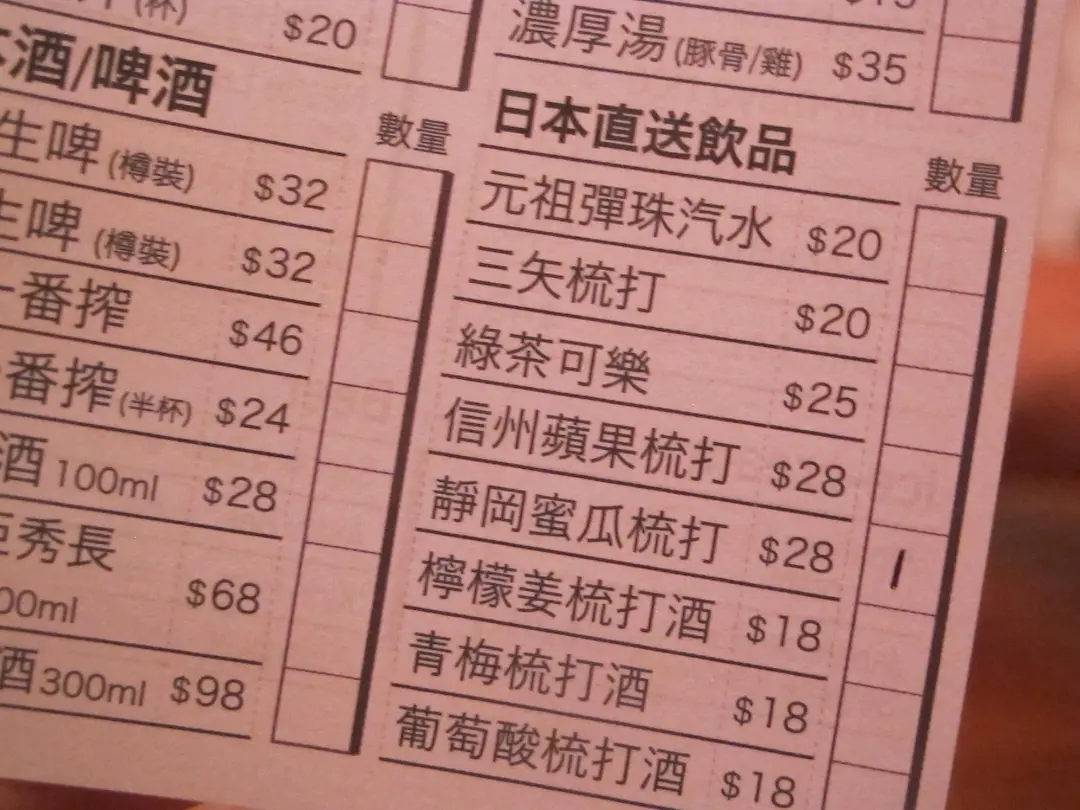 $20
酒/啤酒
數量
生啤 (樽裝) $32
生啤 (樽裝) $32
一番搾 $46
番搾 (半杯) $24
酒 100ml $28
秀長
00ml $68
酒 300ml $98
濃厚湯 (豚骨/雞) $35
日本直送飲品
數量
元祖彈珠汽水 $20
三矢梳打 $20
綠茶可樂 $25
信州蘋果梳打 $28
靜岡蜜瓜梳打 $28 1
檸檬姜梳打酒 $18
青梅梳打酒 $18
葡萄酸梳打酒 $18